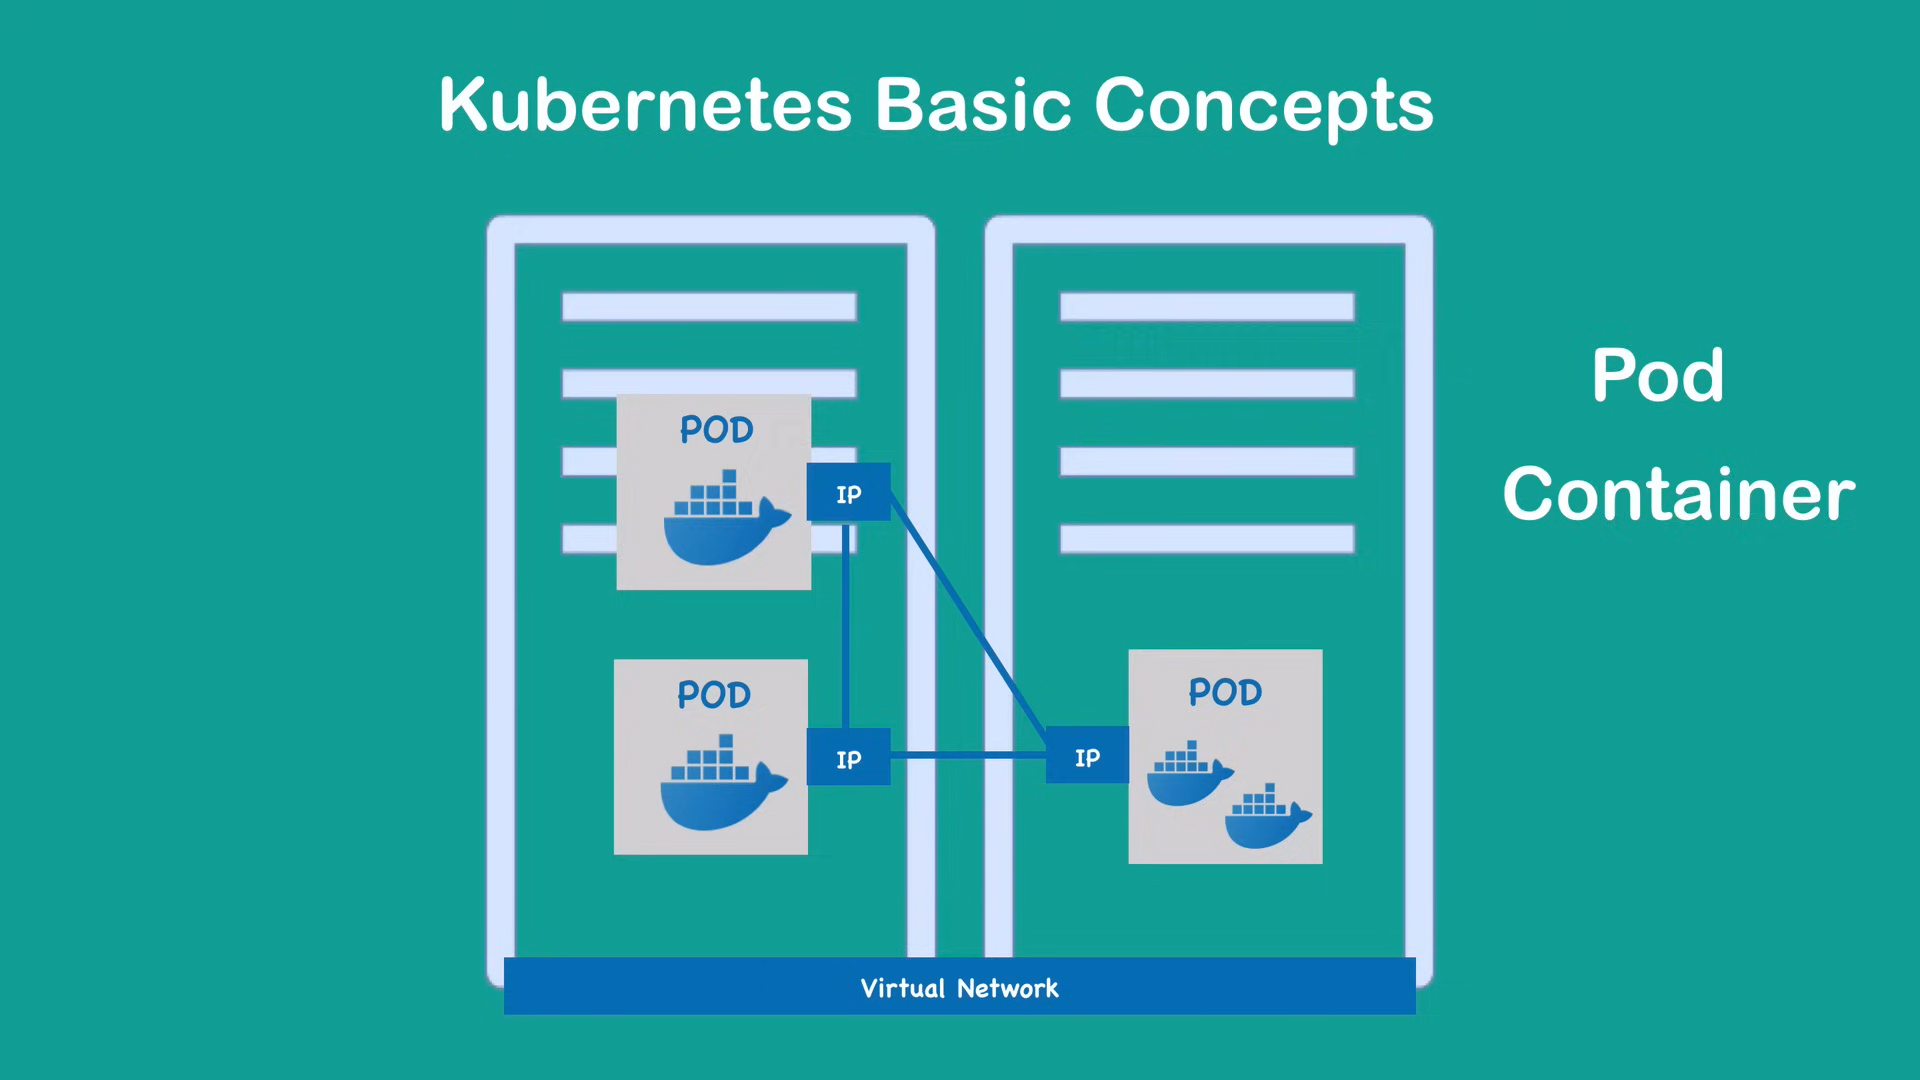 Kubernetes Basic Concepts
POD
IP
POD
IP
IP
POD
Virtual Network
Pod
Container